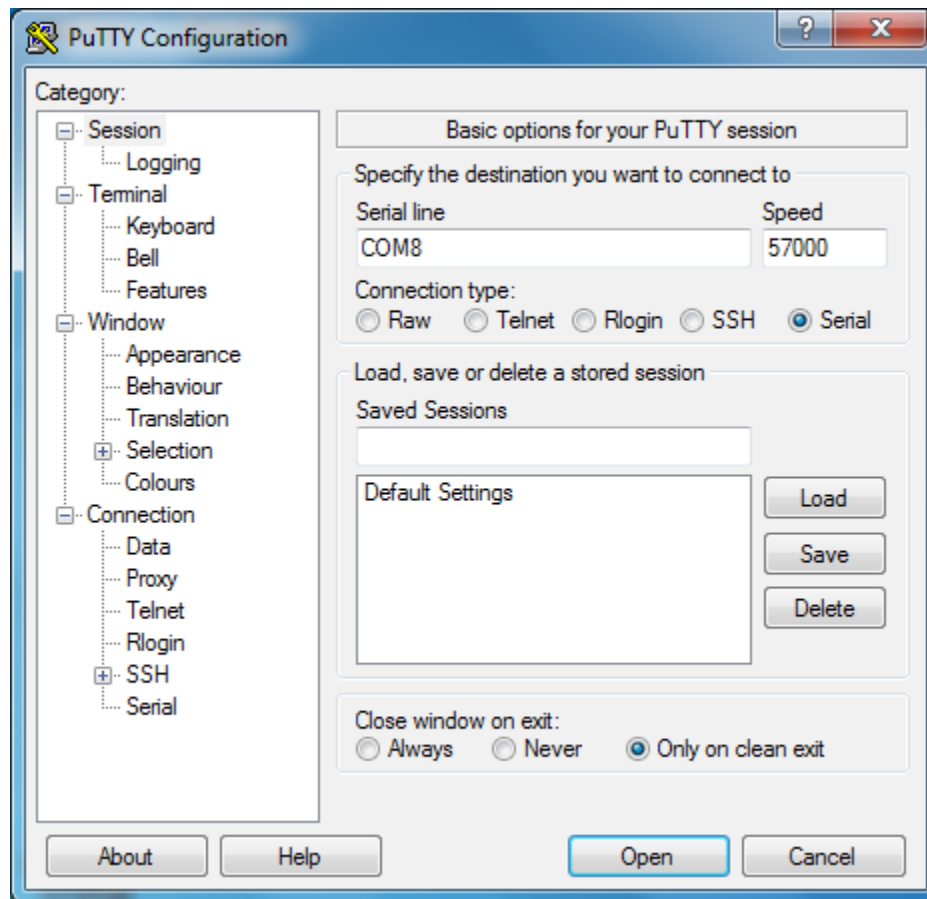 PuTTY Configuration
?
X
Category:
Session
Logging
Terminal
Keyboard
Bell
Features
Window
Appearance
Behaviour
Translation
Selection
Colours
Connection
Data
Proxy
Telnet
Rlogin
SSH
Serial
Basic options for your PuTTY session
Specify the destination you want to connect to
Serial line Speed
COM8 57000
Connection type:
Raw Telnet Rlogin SSH Serial
Load, save or delete a stored session
Saved Sessions
Default Settings
Load
Save
Delete
Close window on exit:
Always Never Only on clean exit
About Help Open Cancel